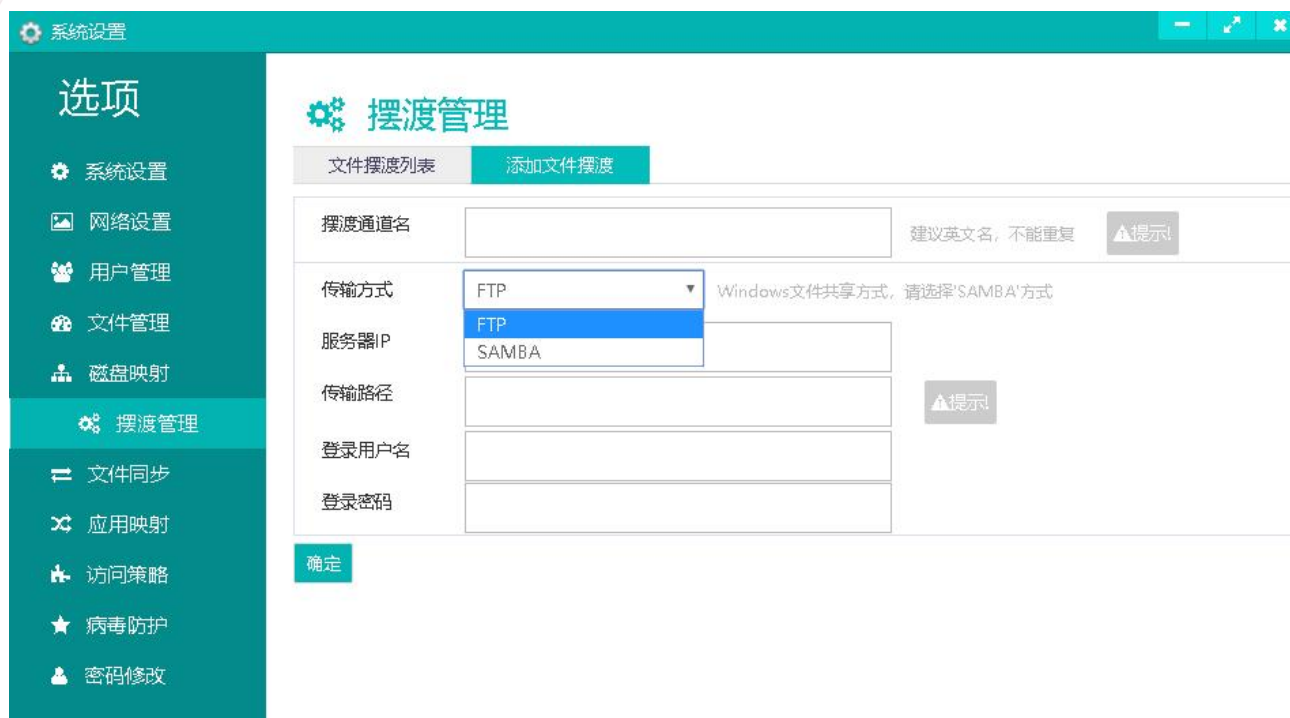 系统设置
选项
系统设置
网络设置
用户管理
文件管理
磁盘映射
摆渡管理
文件同步
应用映射
访问策略
病毒防护
密码修改
摆渡管理
文件摆渡列表 添加文件摆渡
摆渡通道名 建议英文名, 不能重复 提示!
传输方式 FTP Windows文件共享方式, 请选择'SAMBA'方式
FTP
服务器IP
SAMBA
传输路径 提示!
登录用户名
登录密码
确定